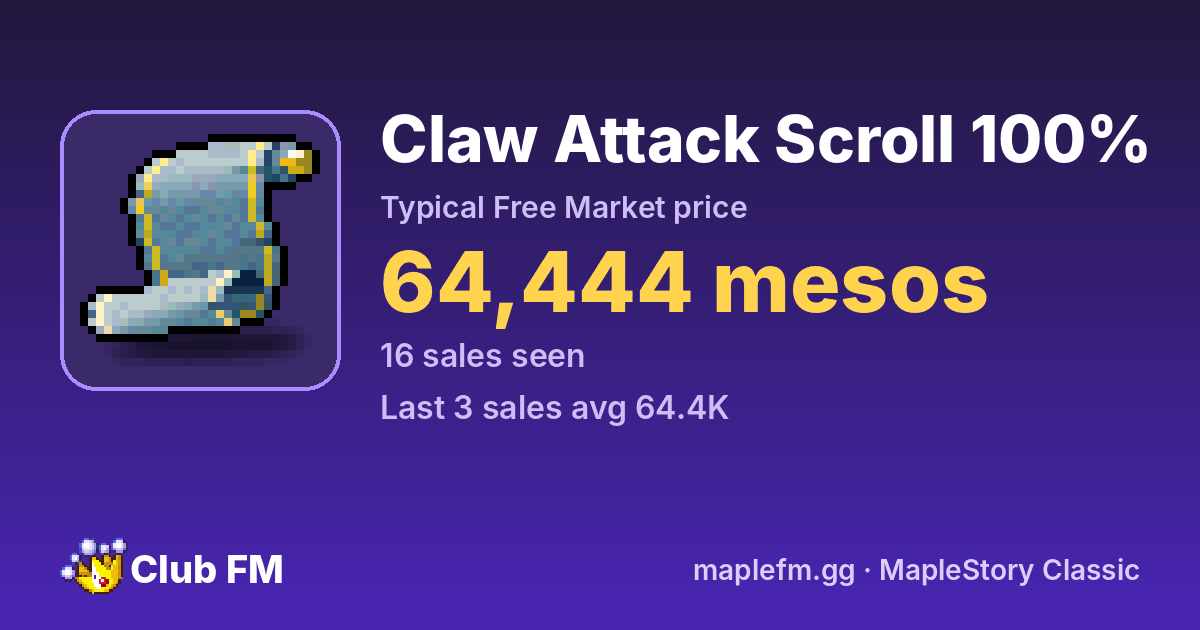 Claw Attack Scroll 100%
Typical Free Market price
64,444 mesos
16 sales seen
Last 3 sales avg 64.4K
Club FM
maplefm.gg · MapleStory Classic